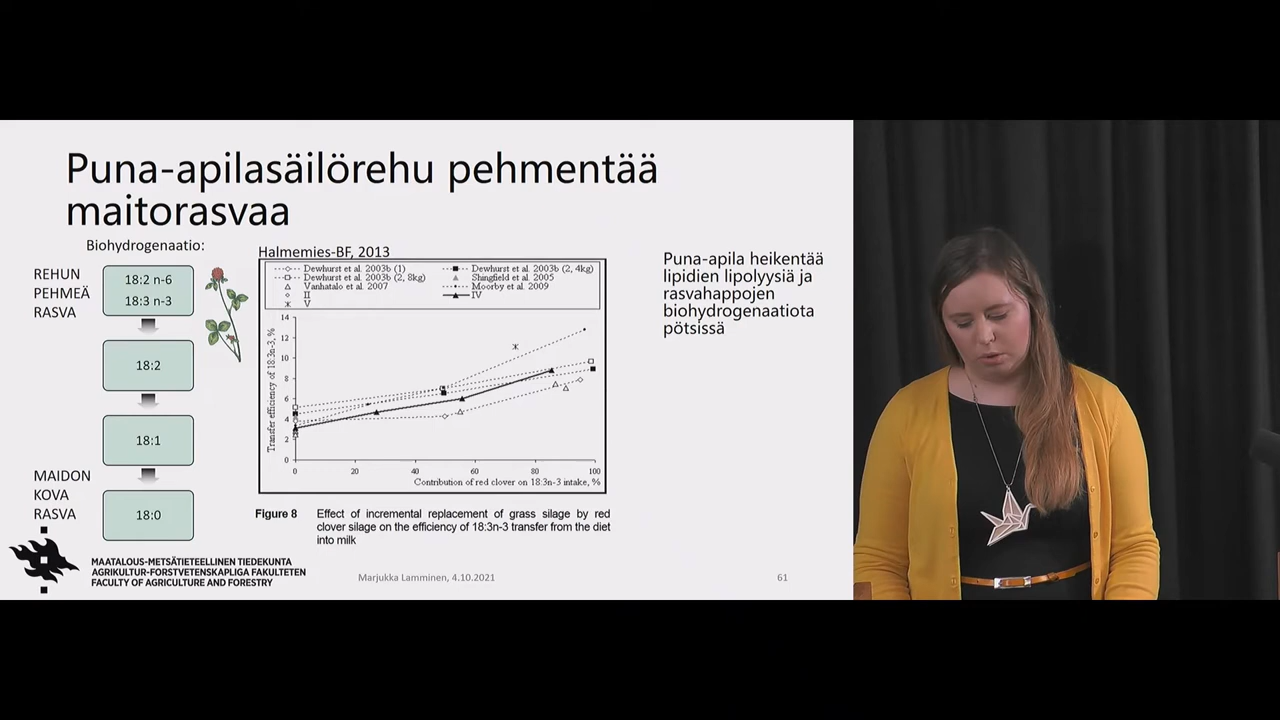 Puna-apilasäilörehu pehmentää
maitorasvaa
Biohydrogenaatio:
REHUN
PEHMEÄ
RASVA
18:2 n-6
18:3 n-3
18:2
18:1
MAIDON
KOVA
RASVA
18:0
Halmemies-BF, 2013
Dewhurst et al. 2003b (1)
Dewhurst et al. 2003b (2, 4kg)
Dewhurst et al. 2003b (2, 8kg)
Shingfield et al. 2005
Vanhatalo et al. 2007
Moorby et al. 2009
II
IV
V
Transfer efficiency of 18:3n-3, %
14
12
10
8
6
4
2
0
0 20 40 60 80 100
Contribution of red clover on 18:3n-3 intake, %
Figure 8 Effect of incremental replacement of grass silage by red
clover silage on the efficiency of 18:3n-3 transfer from the diet
into milk
Puna-apila heikentää
lipidien lipolyysiä ja
rasvahappojen
biohydrogenaatiota
pötsissä
MAATALOUS-METSÄTIETEELLINEN TIEDEKUNTA
AGRIKULTUR-FORSTVETENSKAPLIGA FAKULTETEN
FACULTY OF AGRICULTURE AND FORESTRY
Marjukka Lamminen, 4.10.2021
61